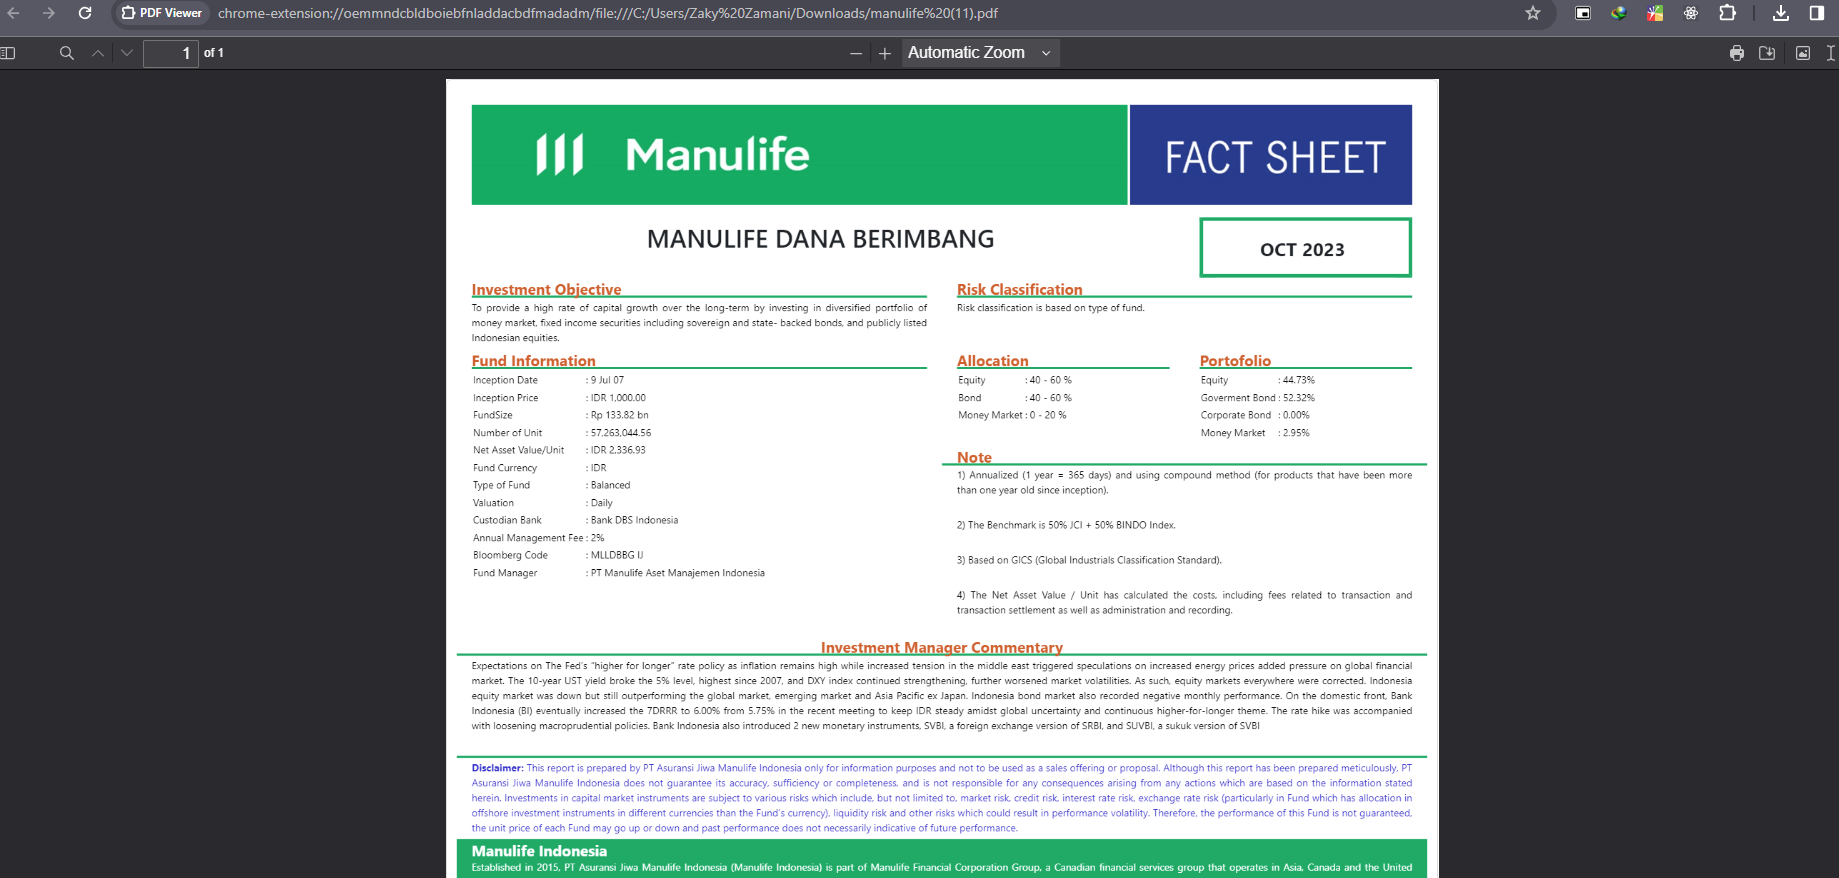 PDF Viewer
chrome-extension://oemmndcbldboiebfnladdacbdfmadadm/file:///C:/Users/Zaky%20Zamani/Downloads/manulife%20(11).pdf
1 of 1
Automatic Zoom
Manulife
FACT SHEET
MANULIFE DANA BERIMBANG
OCT 2023
Investment Objective
To provide a high rate of capital growth over the long-term by investing in diversified portfolio of
money market, fixed income securities including sovereign and state- backed bonds, and publicly listed
Indonesian equities.
Risk Classification
Risk classification is based on type of fund.
Fund Information
Inception Date : 9 Jul 07
Inception Price : IDR 1,000.00
FundSize : Rp 133.82 bn
Number of Unit : 57,263,044.56
Net Asset Value/Unit : IDR 2,336.93
Fund Currency : IDR
Type of Fund : Balanced
Valuation : Daily
Custodian Bank : Bank DBS Indonesia
Annual Management Fee : 2%
Bloomberg Code : MLLDBBG IJ
Fund Manager : PT Manulife Aset Manajemen Indonesia
Allocation
Equity : 40 - 60 %
Bond : 40 - 60 %
Money Market : 0 - 20 %
Portofolio
Equity : 44.73%
Goverment Bond : 52.32%
Corporate Bond : 0.00%
Money Market : 2.95%
Note
1) Annualized (1 year = 365 days) and using compound method (for products that have been more
than one year old since inception).
2) The Benchmark is 50% JCI + 50% BINDO Index.
3) Based on GICS (Global Industrials Classification Standard).
4) The Net Asset Value / Unit has calculated the costs, including fees related to transaction and
transaction settlement as well as administration and recording.
Investment Manager Commentary
Expectations on The Fed's "higher for longer" rate policy as inflation remains high while increased tension in the middle east triggered speculations on increased energy prices added pressure on global financial
market. The 10-year UST yield broke the 5% level, highest since 2007, and DXY index continued strengthening, further worsened market volatilities. As such, equity markets everywhere were corrected. Indonesia
equity market was down but still outperforming the global market, emerging market and Asia Pacific ex Japan. Indonesia bond market also recorded negative monthly performance. On the domestic front, Bank
Indonesia (BI) eventually increased the 7DRRR to 6.00% from 5.75% in the recent meeting to keep IDR steady amidst global uncertainty and continuous higher-for-longer theme. The rate hike was accompanied
with loosening macroprudential policies. Bank Indonesia also introduced 2 new monetary instruments, SVBI, a foreign exchange version of SRBI, and SUVBI, a sukuk version of SVBI
Disclaimer: This report is prepared by PT Asuransi Jiwa Manulife Indonesia only for information purposes and not to be used as a sales offering or proposal. Although this report has been prepared meticulously, PT
Asuransi Jiwa Manulife Indonesia does not guarantee its accuracy, sufficiency or completeness, and is not responsible for any consequences arising from any actions which are based on the information stated
herein. Investments in capital market instruments are subject to various risks which include, but not limited to, market risk, credit risk, interest rate risk, exchange rate risk (particularly in Fund which has allocation in
offshore investment instruments in different currencies than the Fund's currency), liquidity risk and other risks which could result in performance volatility. Therefore, the performance of this Fund is not guaranteed,
the unit price of each Fund may go up or down and past performance does not necessarily indicative of future performance.
Manulife Indonesia
Established in 2015, PT Asuransi Jiwa Manulife Indonesia (Manulife Indonesia) is part of Manulife Financial Corporation Group, a Canadian financial services group that operates in Asia, Canada and the United